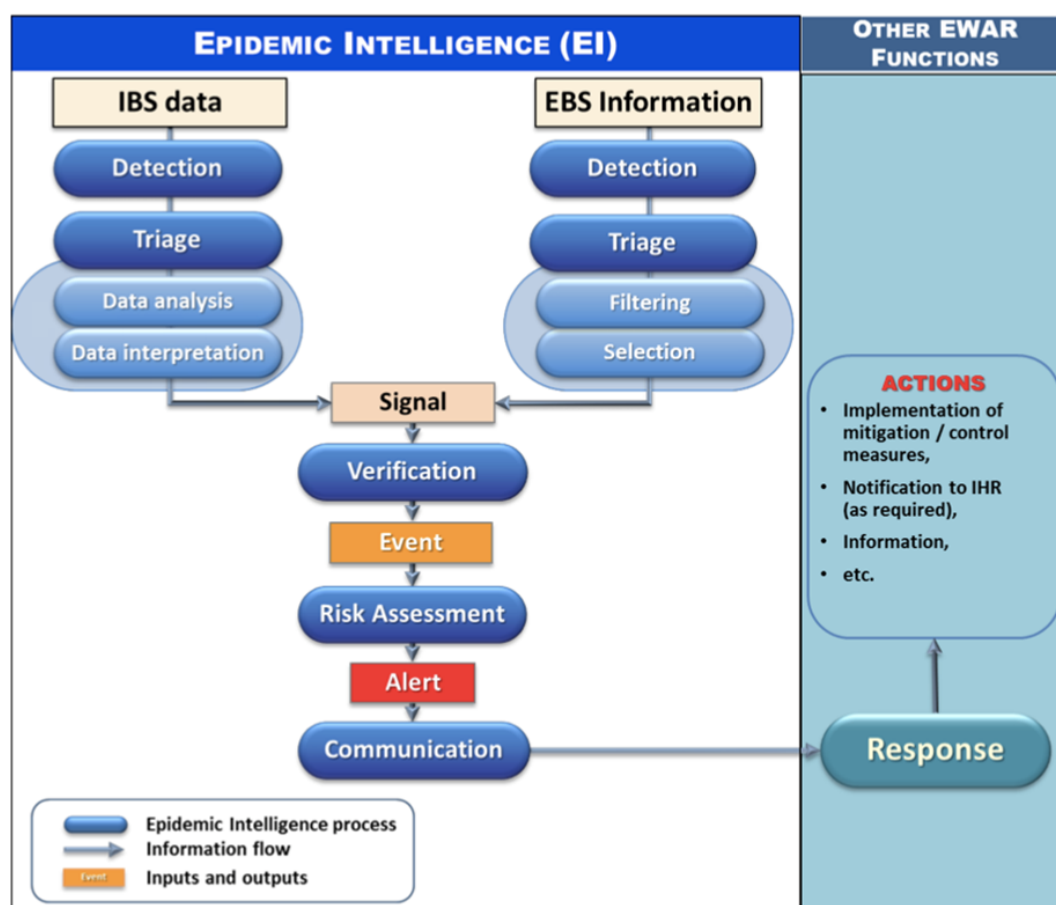 EPIDEMIC INTELLIGENCE (EI)
OTHER EWAR
FUNCTIONS
IBS data
EBS Information
Detection
Detection
Triage
Triage
Data analysis
Filtering
Data interpretation
Selection
Signal
Verification
Event
Risk Assessment
Alert
Communication
ACTIONS
• Implementation of
mitigation / control
measures,
• Notification to IHR
(as required),
• Information,
• etc.
Response
Epidemic Intelligence process
Information flow
Event
Inputs and outputs